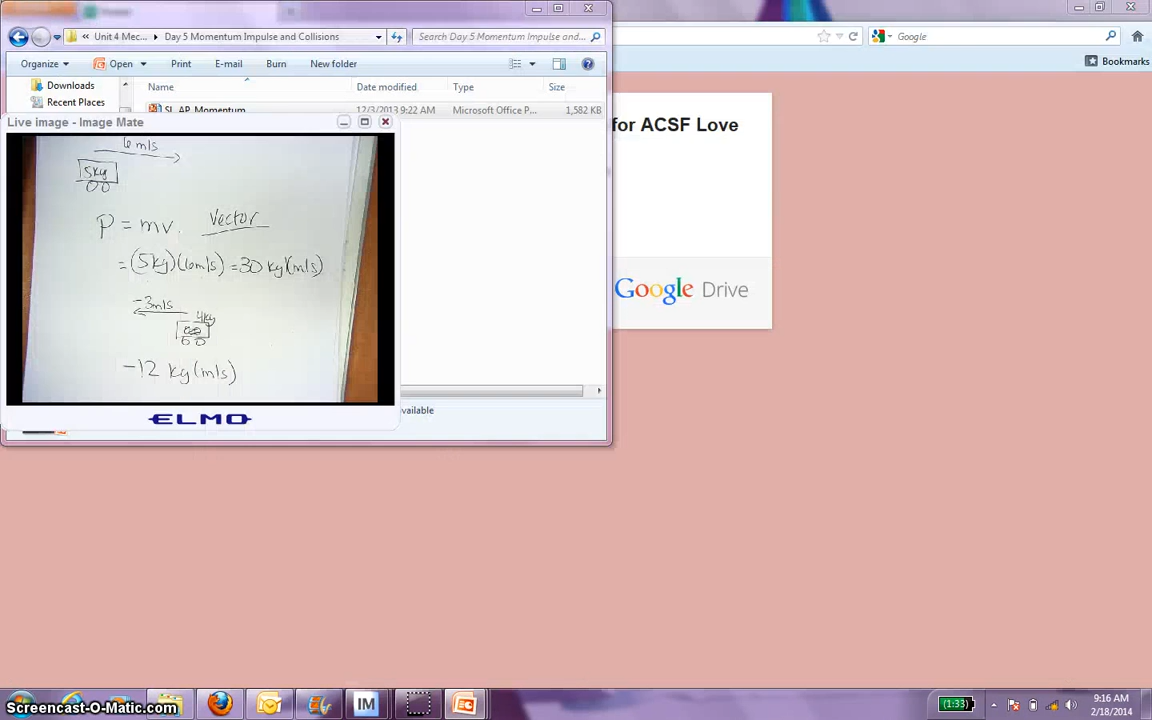 « Unit 4 Mec... ▸ Day 5 Momentum Impulse and Collisions
Search Day 5 Momentum Impulse and...
Google
Organize Open Print E-mail Burn New folder
Bookmarks
Downloads
Recent Places
Name Date modified Type Size
SL AP Momentum 12/3/2013 9:22 AM Microsoft Office P... 1,582 KB
Live image - Image Mate
for ACSF Love
6 m/s
5kg
P = mv. Vector
= (5kg)(6m/s) = 30 kg(m/s)
-3m/s
4kg
-12 kg(m/s)
ELMO
Google Drive
available
IM
Screencast-O-Matic.com
(1:33)
9:16 AM
2/18/2014